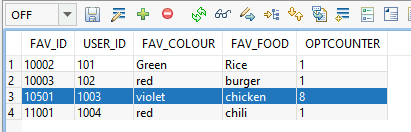 OFF
FAV_ID USER_ID FAV_COLOUR FAV_FOOD OPTCOUNTER
1 10002 101 Green Rice 1
2 10003 102 red burger 1
3 10501 1003 violet chicken 8
4 11001 1004 red chili 1